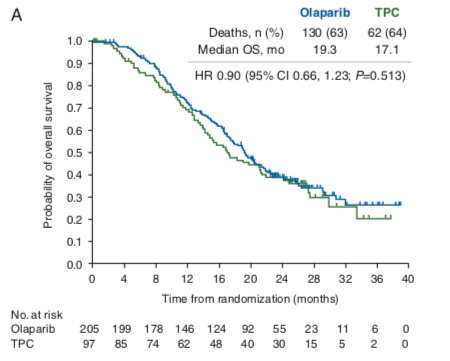 A
Olaparib TPC
Deaths, n (%) 130 (63) 62 (64)
Median OS, mo 19.3 17.1
HR 0.90 (95% CI 0.66, 1.23; P=0.513)
Probability of overall survival
1.0
0.9
0.8
0.7
0.6
0.5
0.4
0.3
0.2
0.1
0.0
0 4 8 12 16 20 24 28 32 36 40
Time from randomization (months)
No. at risk
Olaparib 205 199 178 146 124 92 55 23 11 6 0
TPC 97 85 74 62 48 40 30 15 5 2 0